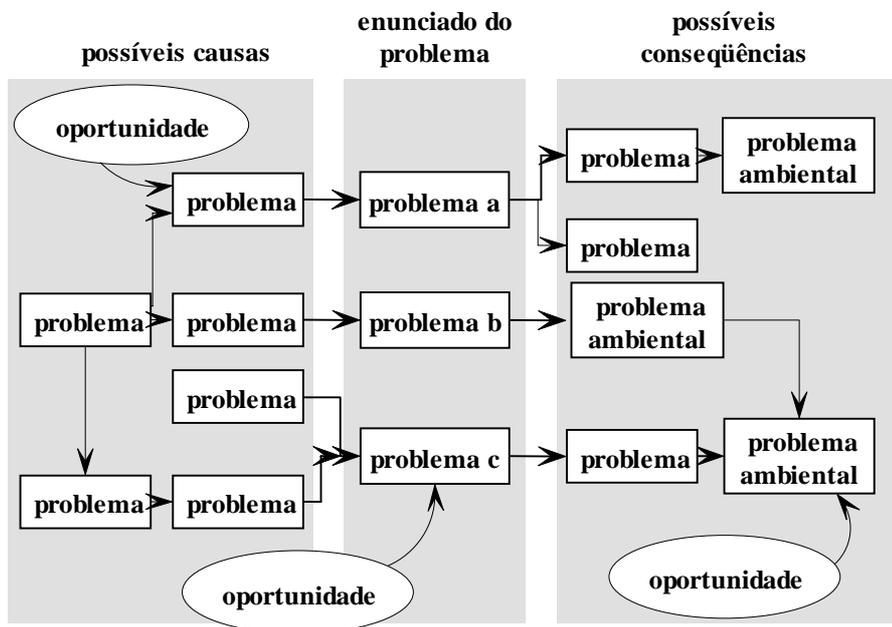 possíveis causas
enunciado do
problema
possíveis
conseqüências
oportunidade
problema
problema
problema
problema
problema
problema
problema
problema a
problema b
problema c
oportunidade
problema
problema
ambiental
problema
problema
ambiental
problema
problema
ambiental
oportunidade